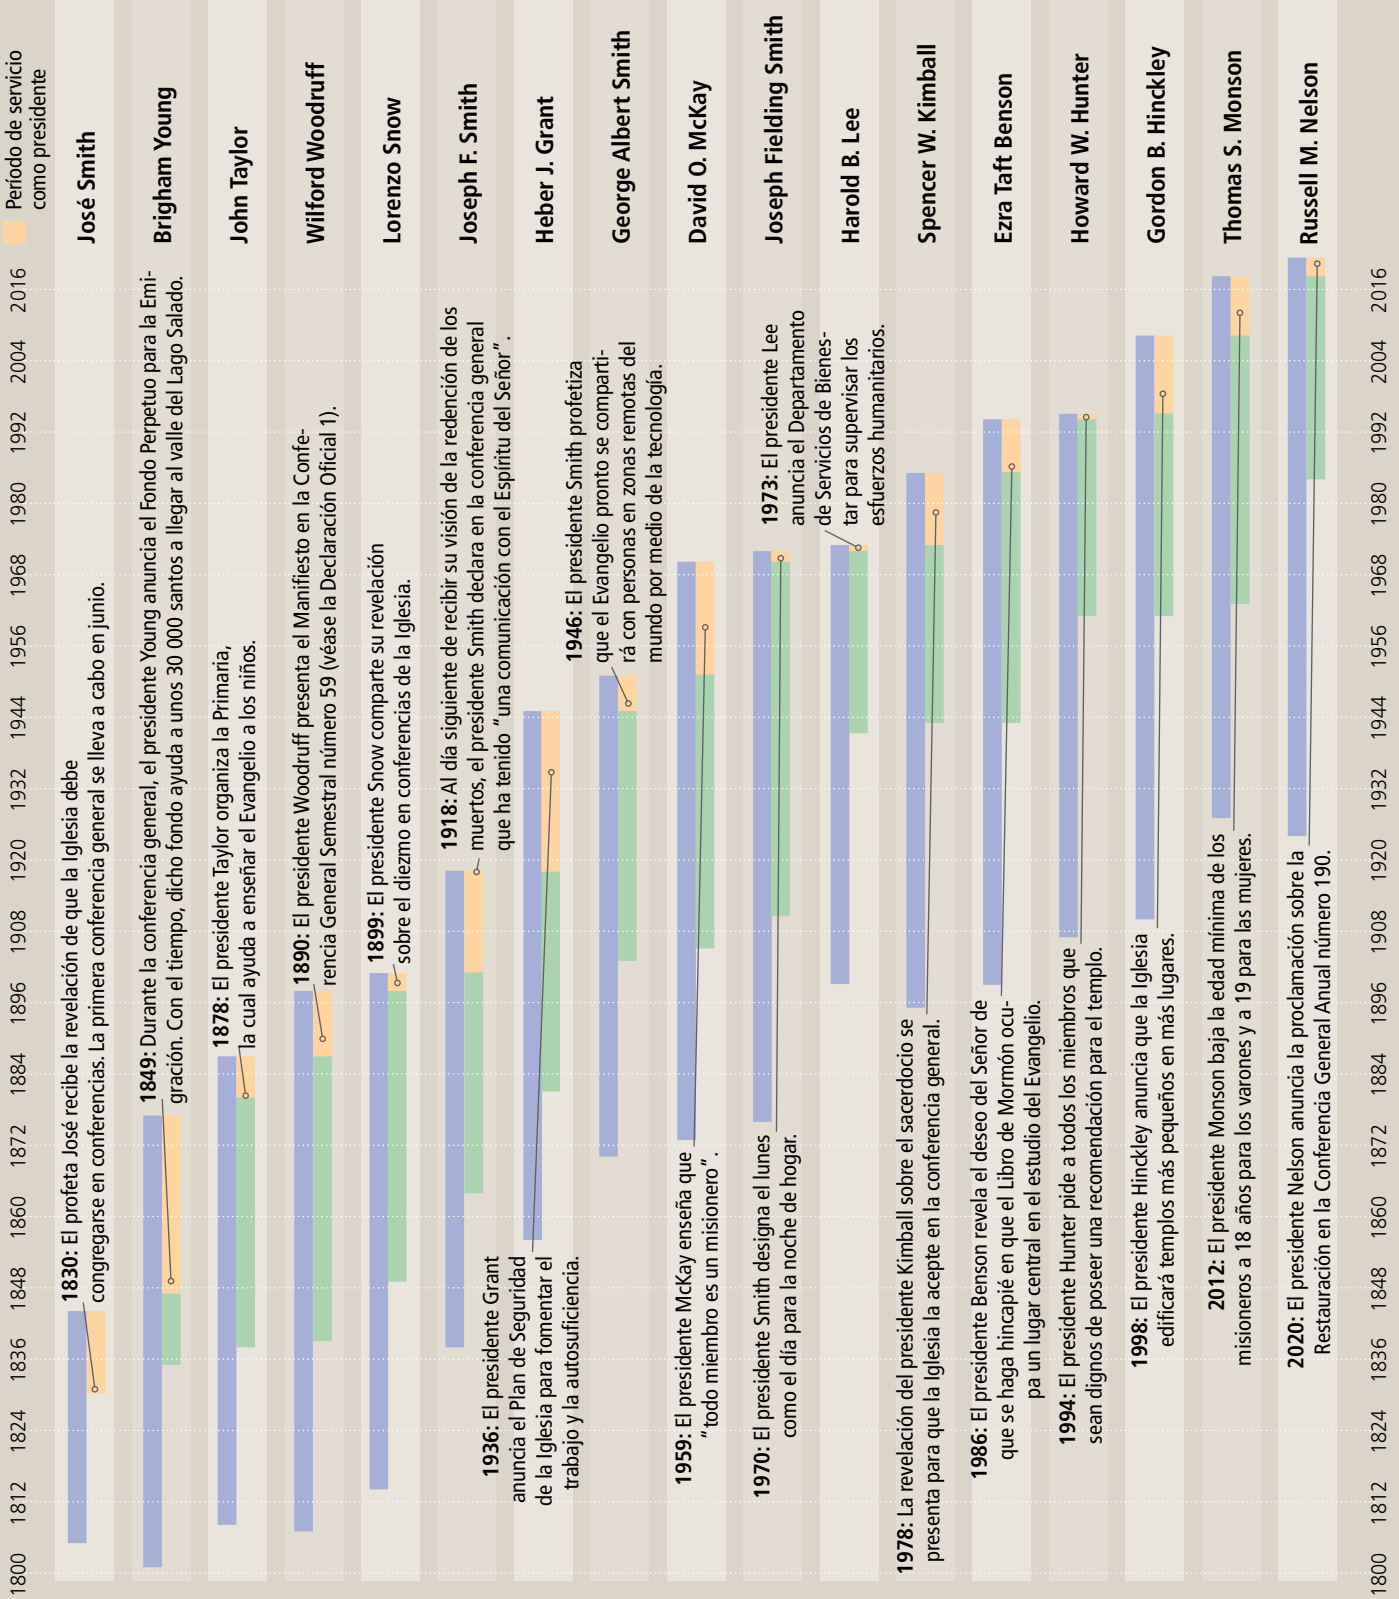 Período de servicio
como presidente
1800 1812 1824 1836 1848 1860 1872 1884 1896 1908 1920 1932 1944 1956 1968 1980 1992 2004 2016
José Smith
1830: El profeta José recibe la revelación de que la Iglesia debe
congregarse en conferencias. La primera conferencia general se lleva a cabo en junio.
Brigham Young
1849: Durante la conferencia general, el presidente Young anuncia el Fondo Perpetuo para la Emi-
gración. Con el tiempo, dicho fondo ayuda a unos 30 000 santos a llegar al valle del Lago Salado.
John Taylor
1878: El presidente Taylor organiza la Primaria,
la cual ayuda a enseñar el Evangelio a los niños.
Wilford Woodruff
1890: El presidente Woodruff presenta el Manifiesto en la Confe-
rencia General Semestral número 59 (véase la Declaración Oficial 1).
Lorenzo Snow
1899: El presidente Snow comparte su revelación
sobre el diezmo en conferencias de la Iglesia.
Joseph F. Smith
1918: Al día siguiente de recibir su visión de la redención de los
muertos, el presidente Smith declara en la conferencia general
que ha tenido “una comunicación con el Espíritu del Señor”.
Heber J. Grant
1936: El presidente Grant
anuncia el Plan de Seguridad
de la Iglesia para fomentar el
trabajo y la autosuficiencia.
George Albert Smith
1946: El presidente Smith profetiza
que el Evangelio pronto se comparti-
rá con personas en zonas remotas del
mundo por medio de la tecnología.
David O. McKay
1959: El presidente McKay enseña que
“todo miembro es un misionero”.
Joseph Fielding Smith
1970: El presidente Smith designa el lunes
como el día para la noche de hogar.
Harold B. Lee
1973: El presidente Lee
anuncia el Departamento
de Servicios de Bienes-
tar para supervisar los
esfuerzos humanitarios.
Spencer W. Kimball
1978: La revelación del presidente Kimball sobre el sacerdocio se
presenta para que la Iglesia la acepte en la conferencia general.
Ezra Taft Benson
1986: El presidente Benson revela el deseo del Señor de
que se haga hincapié en que el Libro de Mormón ocu-
pa un lugar central en el estudio del Evangelio.
Howard W. Hunter
1994: El presidente Hunter pide a todos los miembros que
sean dignos de poseer una recomendación para el templo.
Gordon B. Hinckley
1998: El presidente Hinckley anuncia que la Iglesia
edificará templos más pequeños en más lugares.
Thomas S. Monson
2012: El presidente Monson baja la edad mínima de los
misioneros a 18 años para los varones y a 19 para las mujeres.
Russell M. Nelson
2020: El presidente Nelson anuncia la proclamación sobre la
Restauración en la Conferencia General Anual número 190.
1800 1812 1824 1836 1848 1860 1872 1884 1896 1908 1920 1932 1944 1956 1968 1980 1992 2004 2016